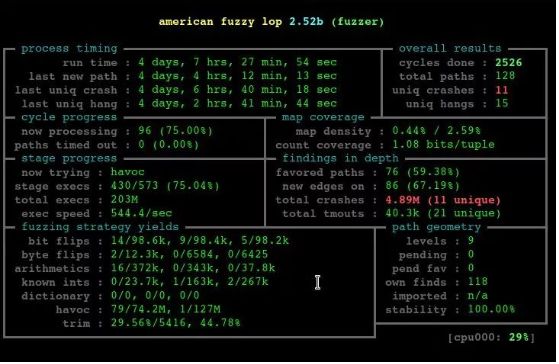 american fuzzy lop 2.52b (fuzzer)
process timing overall results
run time : 4 days, 7 hrs, 27 min, 54 sec cycles done : 2526
last new path : 4 days, 4 hrs, 12 min, 13 sec total paths : 128
last uniq crash : 4 days, 6 hrs, 40 min, 18 sec uniq crashes : 11
last uniq hang : 4 days, 2 hrs, 41 min, 44 sec uniq hangs : 15
cycle progress map coverage
now processing : 96 (75.00%) map density : 0.44% / 2.59%
paths timed out : 0 (0.00%) count coverage : 1.08 bits/tuple
stage progress findings in depth
now trying : havoc favored paths : 76 (59.38%)
stage execs : 430/573 (75.04%) new edges on : 86 (67.19%)
total execs : 203M total crashes : 4.89M (11 unique)
exec speed : 544.4/sec total tmouts : 40.3k (21 unique)
fuzzing strategy yields path geometry
bit flips : 14/98.6k, 9/98.4k, 5/98.2k levels : 9
byte flips : 2/12.3k, 0/6584, 0/6425 pending : 0
arithmetics : 16/372k, 0/343k, 0/37.8k pend fav : 0
known ints : 0/23.7k, 1/163k, 2/267k own finds : 118
dictionary : 0/0, 0/0, 0/0 imported : n/a
havoc : 79/74.2M, 1/127M stability : 100.00%
trim : 29.56%/5416, 44.78%
[cpu000: 29%]